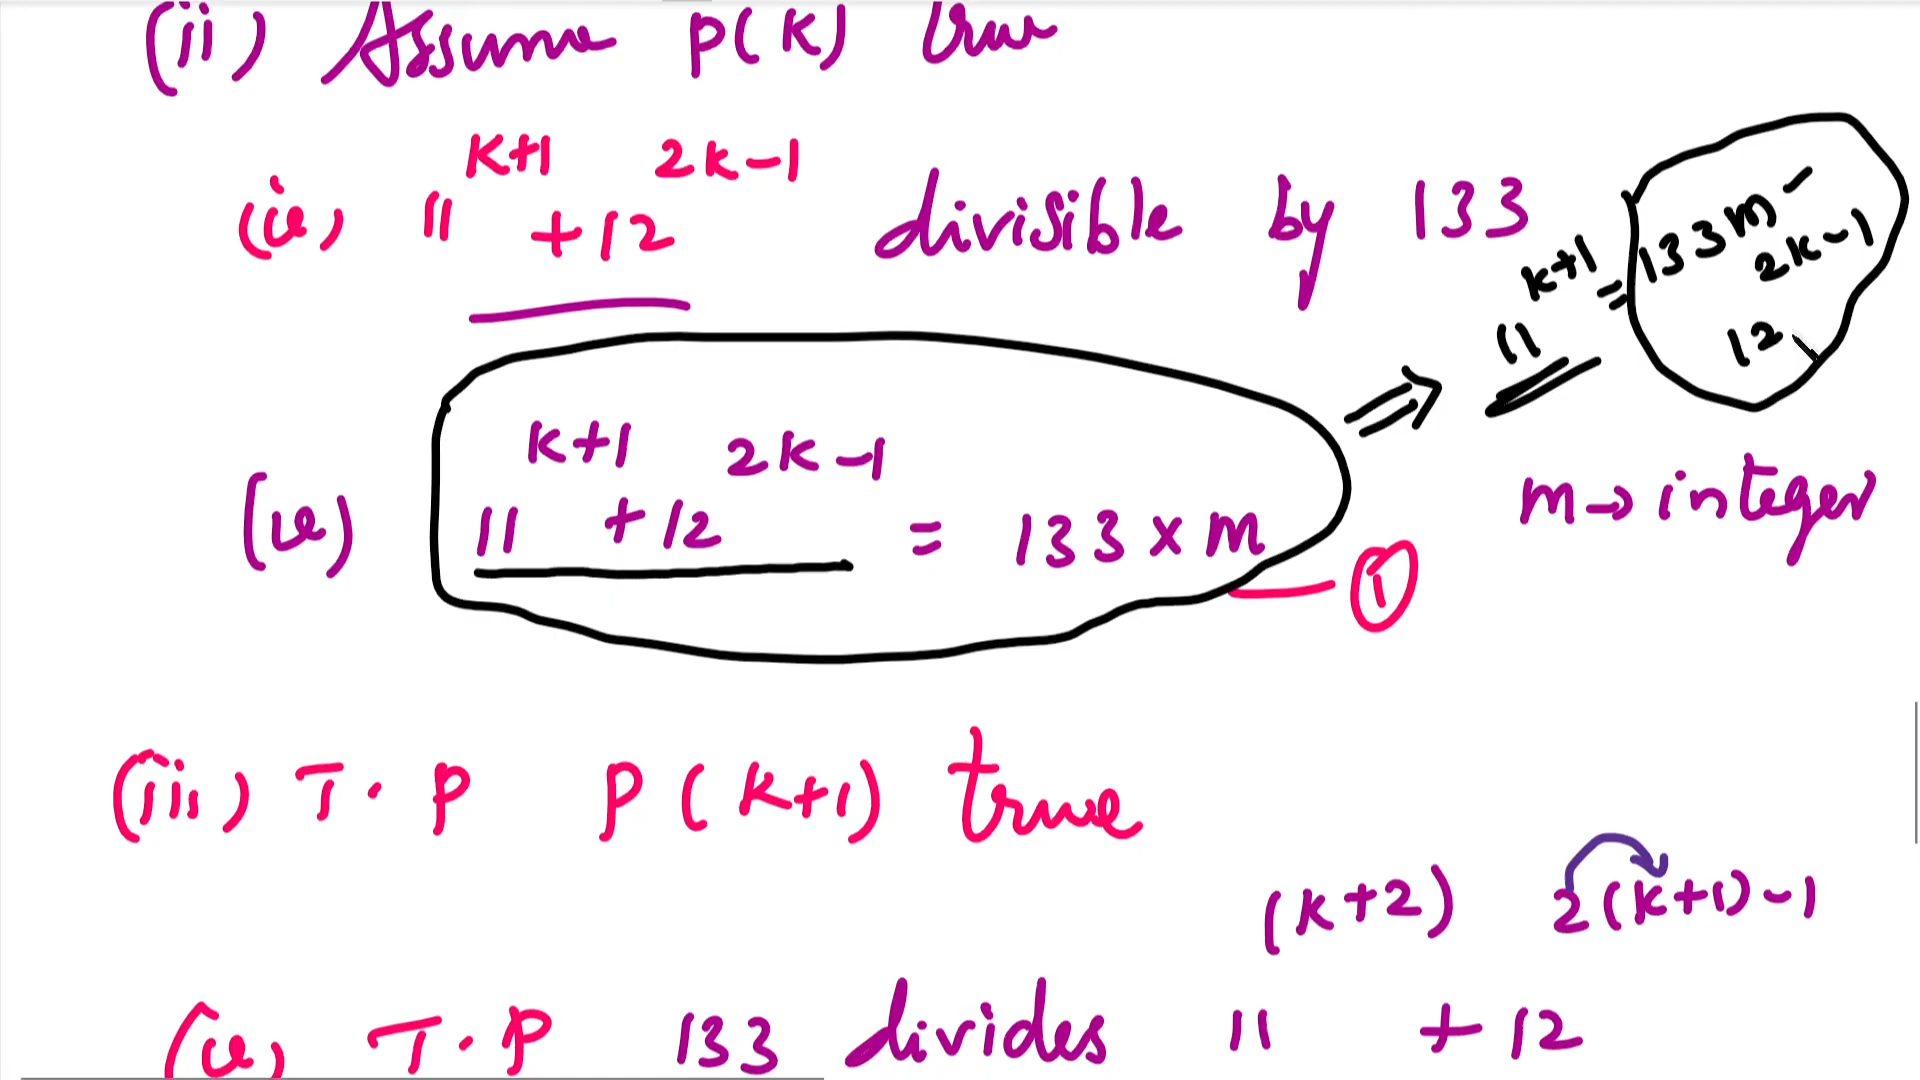 (ii) Assume P(k) true
(ie) 11^{k+1} + 12^{2k-1} divisible by 133
11^{k+1} = 133m - 12^{2k-1}
(ie) 11^{k+1} + 12^{2k-1} = 133 × m ⇒
m → integer
①
(iii) T.P P(k+1) true
(ie) T.P 133 divides 11^{(k+2)} + 12^{2(k+1)-1}